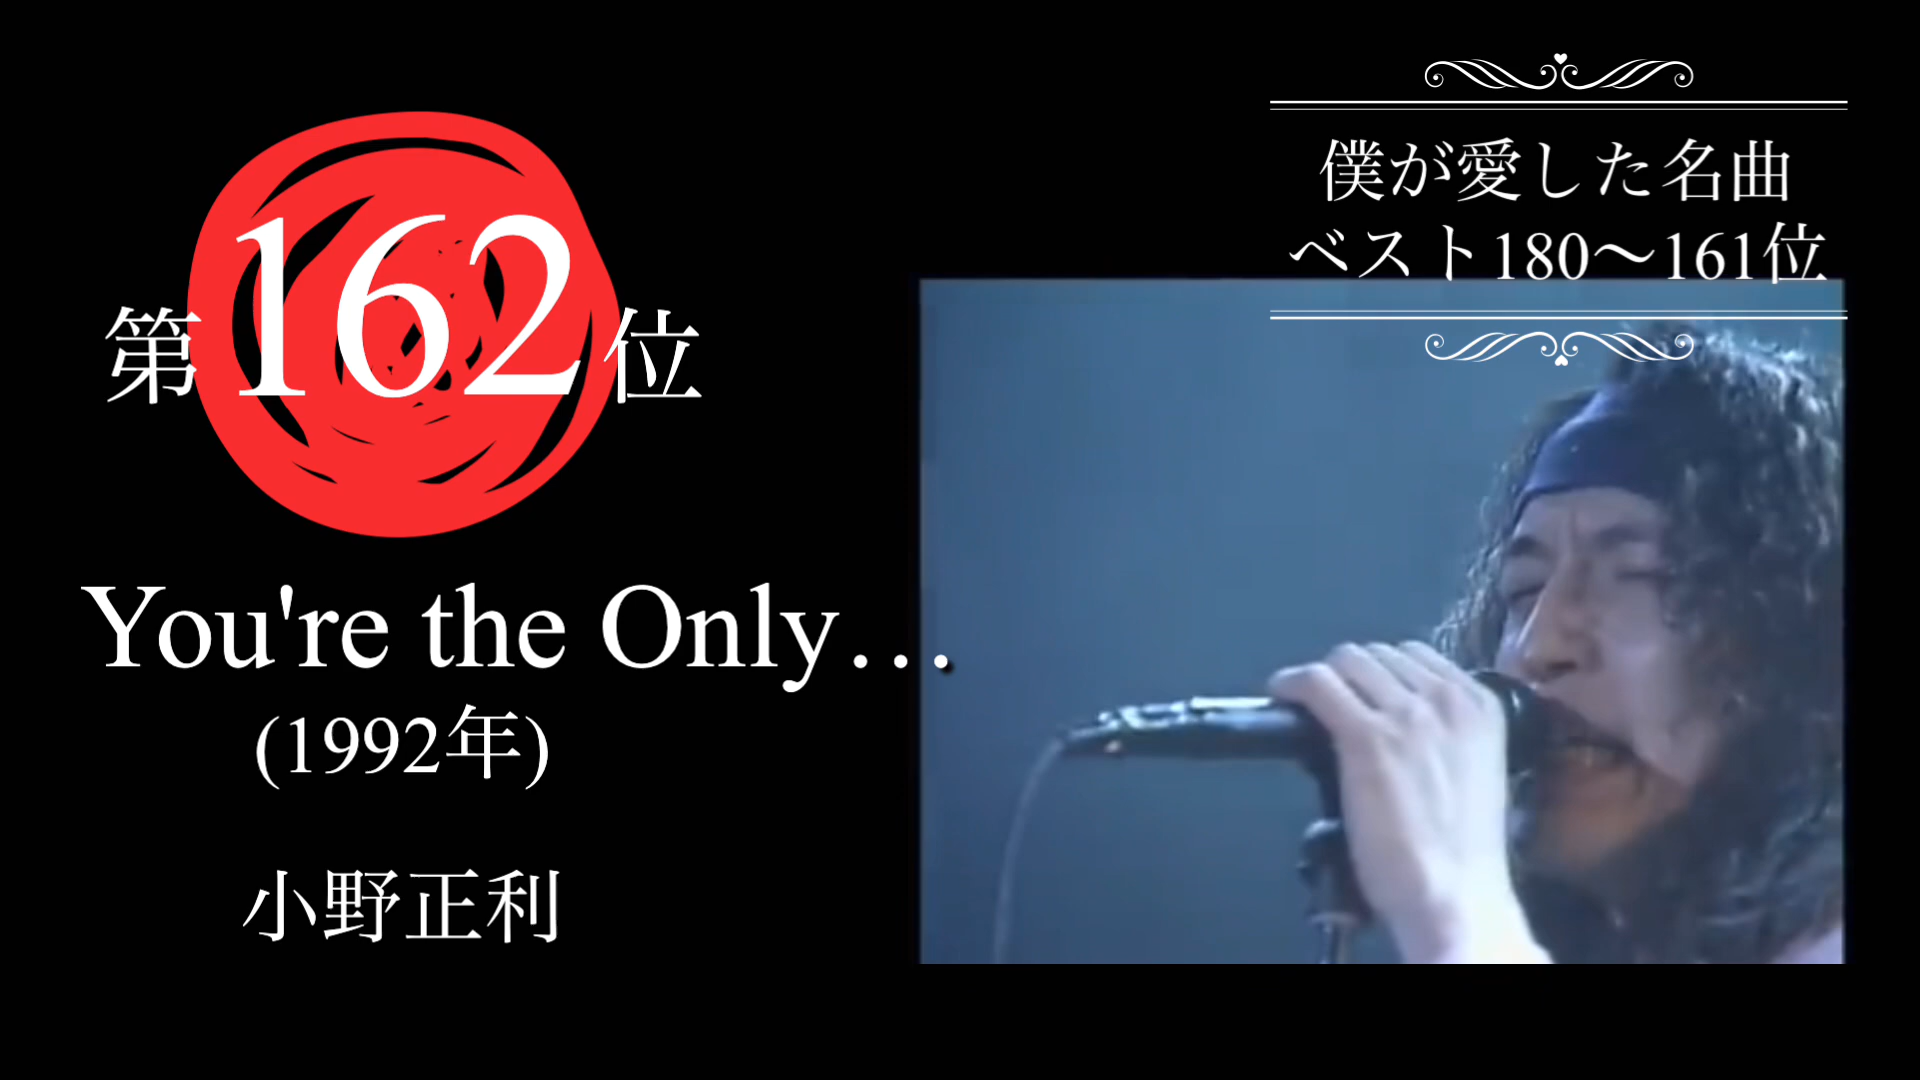 僕が愛した名曲
ベスト180〜161位
第162位
You're the Only…
(1992年)
小野正利